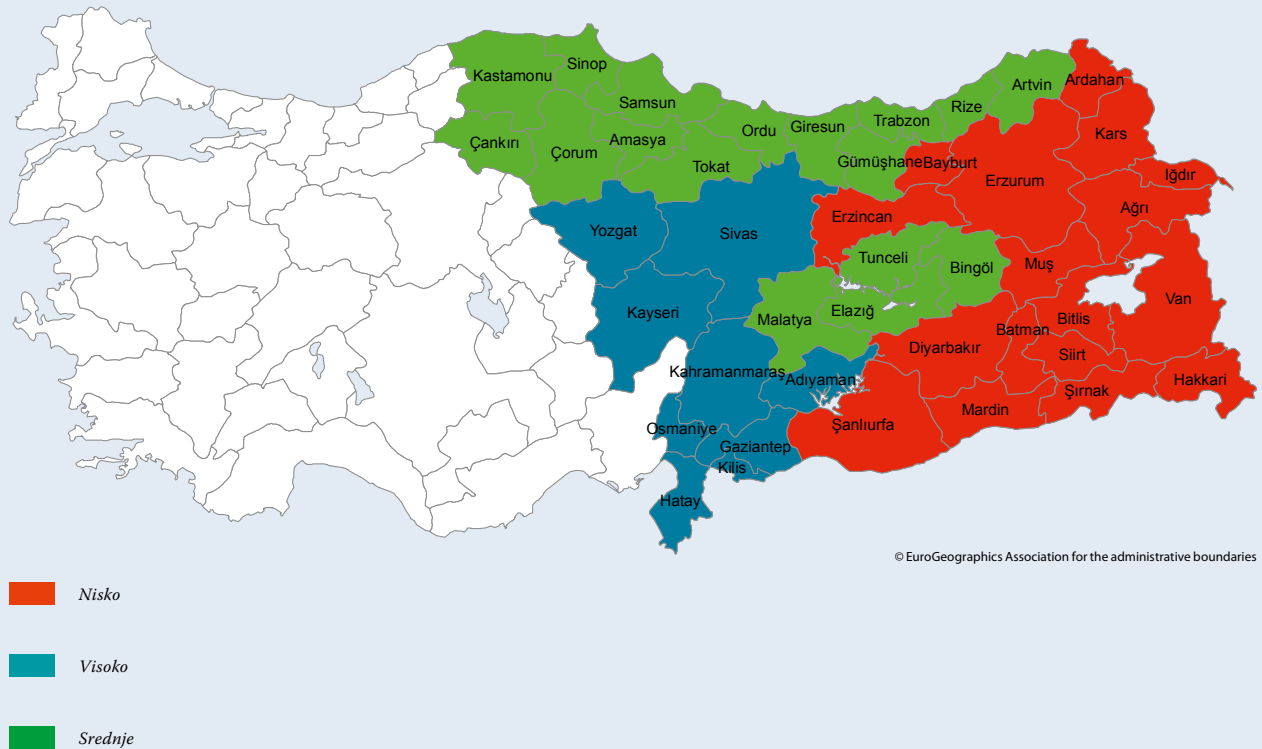 Kastamonu
Sinop
Samsun
Çankırı
Çorum
Amasya
Tokat
Ordu
Giresun
Trabzon
Rize
Artvin
Ardahan
Kars
Gümüşhane
Bayburt
Erzurum
Iğdır
Ağrı
Erzincan
Yozgat
Sivas
Tunceli
Bingöl
Muş
Van
Kayseri
Malatya
Elazığ
Bitlis
Batman
Diyarbakır
Siirt
Kahramanmaraş
Adıyaman
Hakkari
Şırnak
Mardin
Şanlıurfa
Osmaniye
Gaziantep
Kilis
Hatay
© EuroGeographics Association for the administrative boundaries
Nisko
Visoko
Srednje